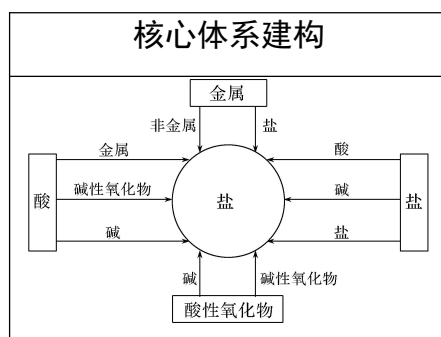 核心体系建构
金属
非金属 盐
金属 酸
酸 碱性氧化物 盐 碱 盐
碱 盐
碱 碱性氧化物
酸性氧化物